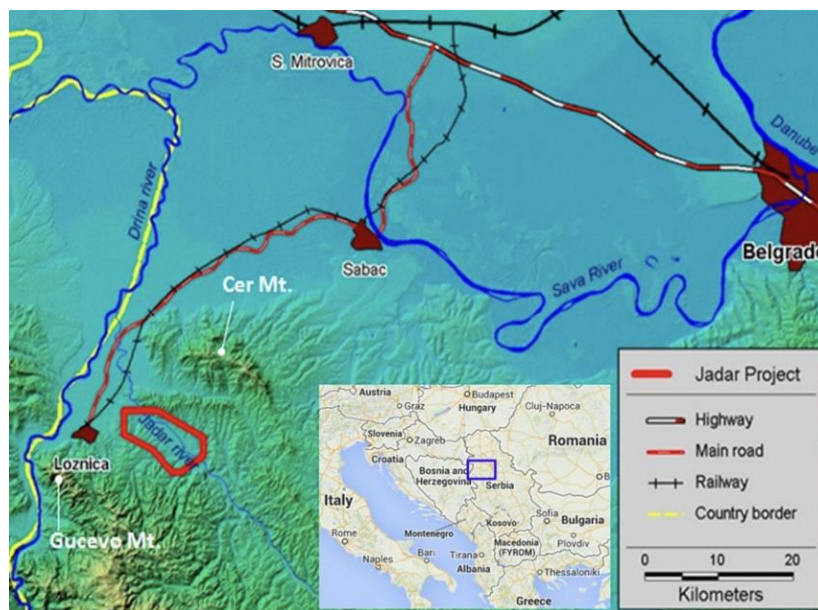 S. Mitrovica
Danube
Drina river
Belgrade
Sabac
Sava River
Cer Mt.
Jadar river
Loznica
Gucevo Mt.
Jadar Project
Highway
Main road
Railway
Country border
0 10 20
Kilometers
Austria
Budapest
Graz
Hungary
Cluj-Napoca
Slovenia
Zagreb
Romania
Croatia
Bosnia and
Herzegovina
Serbia
B
Italy
Montenegro
Kosovo
Sofia
Bulgaria
Rome
Macedonia
(FYROM)
Plovdiv
Naples
Bari
Tirana
Albania
Thessaloniki
Greece